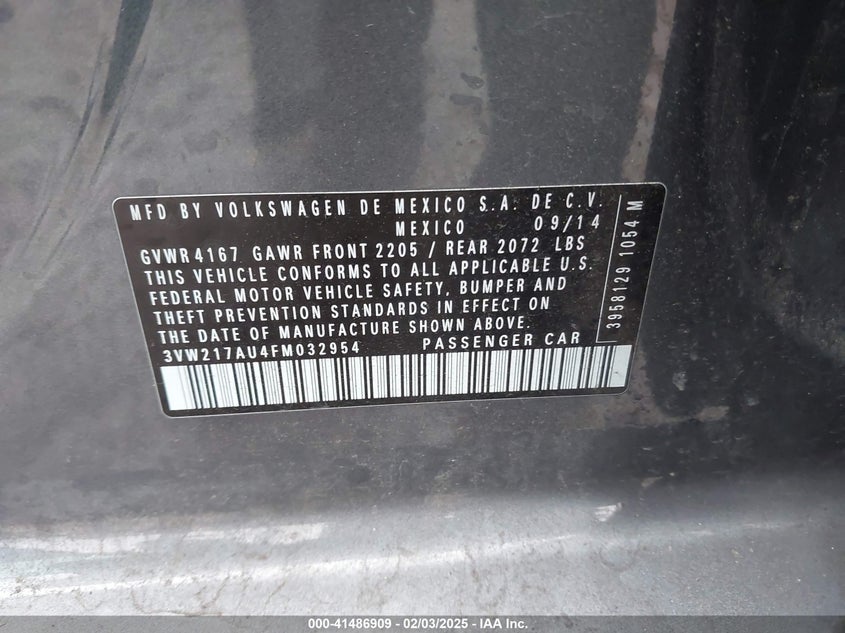 MFD BY VOLKSWAGEN DE MEXICO S.A. DE C.V.
MEXICO 09/14
GVWR 4167 GAWR FRONT 2205 / REAR 2072 LBS
THIS VEHICLE CONFORMS TO ALL APPLICABLE U.S.
FEDERAL MOTOR VEHICLE SAFETY, BUMPER AND
THEFT PREVENTION STANDARDS IN EFFECT ON
THE DATE OF MANUFACTURE SHOWN ABOVE.
3VW217AU4FM032954 PASSENGER CAR
3958129 1054 M
000-41486909 - 02/03/2025 - IAA Inc.